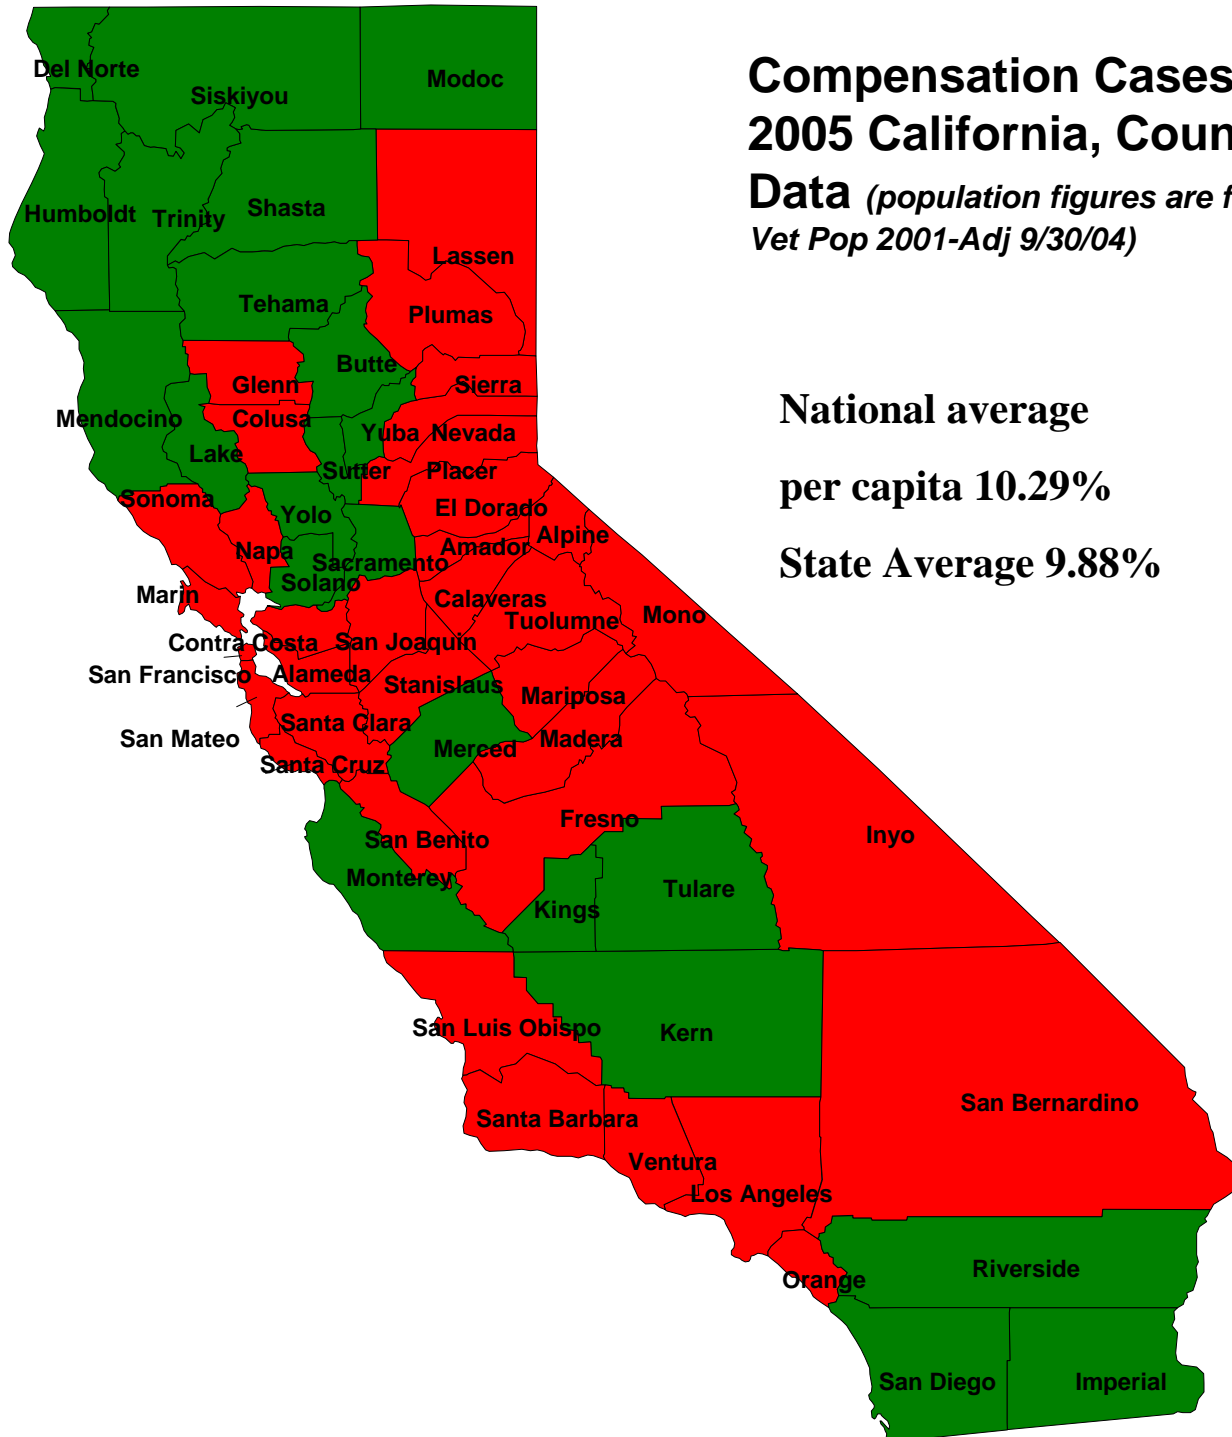 Compensation Cases
2005 California, Coun
Data (population figures are f
Vet Pop 2001-Adj 9/30/04)
National average
per capita 10.29%
State Average 9.88%
Del Norte
Siskiyou
Modoc
Humboldt
Trinity
Shasta
Lassen
Tehama
Plumas
Butte
Glenn
Sierra
Mendocino
Colusa
Yuba
Nevada
Lake
Sutter
Placer
Sonoma
Yolo
El Dorado
Napa
Sacramento
Amador
Alpine
Solano
Marin
Calaveras
Tuolumne
Mono
Contra Costa
San Joaquin
San Francisco
Alameda
Stanislaus
Mariposa
Santa Clara
San Mateo
Merced
Madera
Santa Cruz
Fresno
San Benito
Inyo
Monterey
Kings
Tulare
San Luis Obispo
Kern
Santa Barbara
San Bernardino
Ventura
Los Angeles
Orange
Riverside
San Diego
Imperial